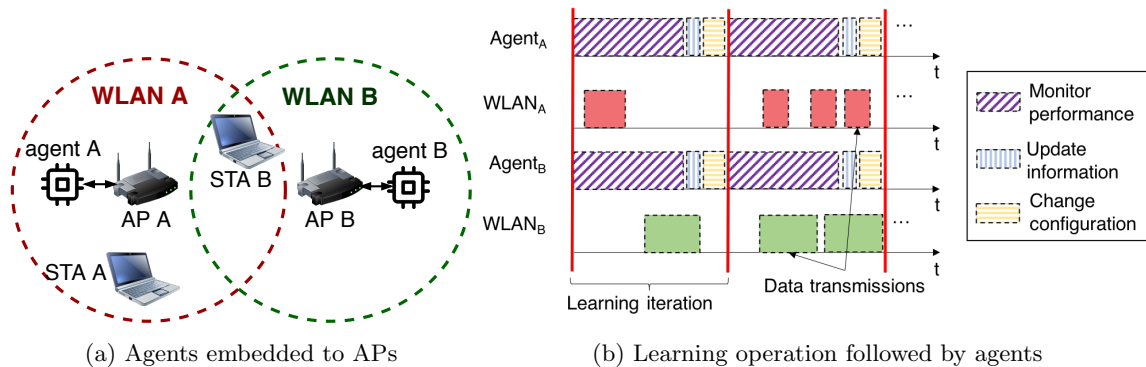 WLAN A
WLAN B
agent A
AP A
STA B
AP B
agent B
STA A
(a) Agents embedded to APs
Agent_A
...
t
WLAN_A
...
t
Agent_B
t
WLAN_B
...
t
Learning iteration
Data transmissions
Monitor
performance
Update
information
Change
configuration
(b) Learning operation followed by agents